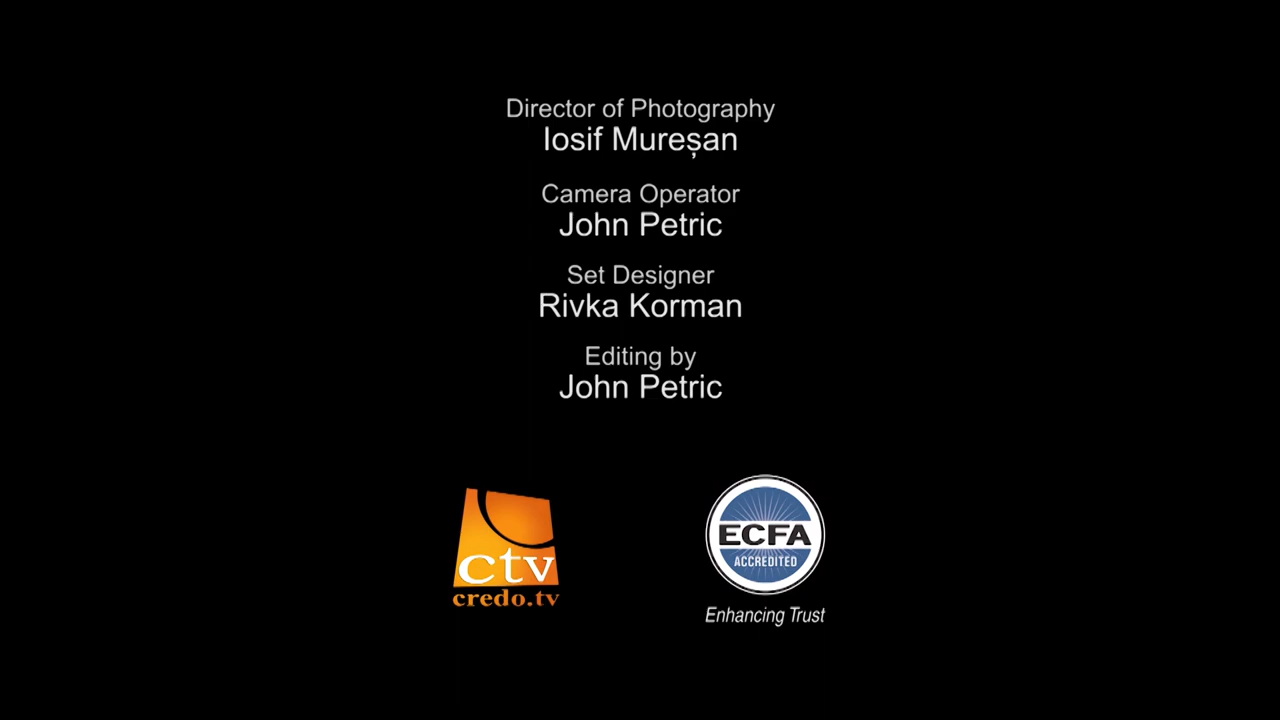 Director of Photography
Iosif Mureșan
Camera Operator
John Petric
Set Designer
Rivka Korman
Editing by
John Petric
ctv
credo.tv
ECFA
ACCREDITED
Enhancing Trust